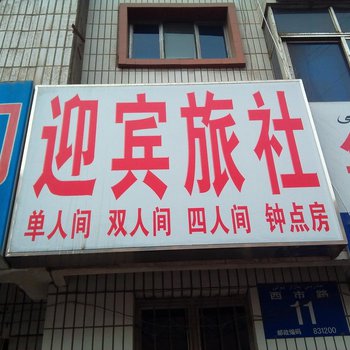 迎宾旅社
单人间 双人间 四人间 钟点房
西市路
11
邮政编码 831200